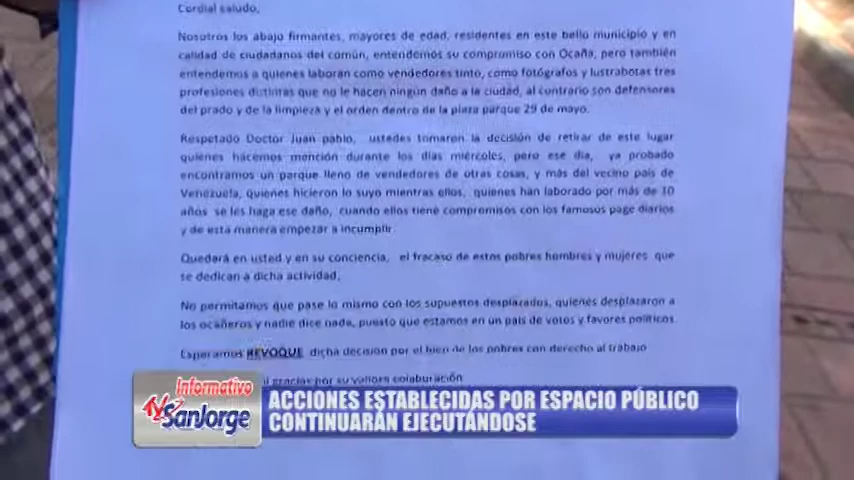 Cordial saludo,
Nosotros los abajo firmantes, mayores de edad, residentes en este bello municipio y en
calidad de ciudadanos del común, entendemos su compromiso con Ocaña, pero también
entendemos a quienes laboran como vendedores tinto, como fotógrafos y lustrabotas tres
profesiones distintas que no le hacen ningún daño a la ciudad, al contrario son defensores
del prado y de la limpieza y el orden dentro de la plaza parque 29 de mayo.
Respetado Doctor Juan pablo, ustedes tomaron la decisión de retirar de este lugar
quienes hacemos mención durante los días miércoles, pero ese día, ya probado
encontramos un parque lleno de vendedores de otras cosas, y más del vecino país de
Venezuela, quienes hicieron lo suyo mientras ellos, quienes han laborado por más de 10
años se les haga ese daño, cuando ellos tiene compromisos con los famosos page diarios
y de esta manera empezar a incumplir.
Quedará en usted y en su conciencia, el fracaso de estos pobres hombres y mujeres que
se dedican a dicha actividad.
No permitamos que pase lo mismo con los supuestos desplazados, quienes desplazaron a
los ocañeros y nadie dice nada, puesto que estamos en un país de votos y favores políticos
Esperamos REVOQUE dicha decisión por el bien de los pobres con derecho al trabajo
gracias por su valiosa colaboración
Informativo
TV SanJorge
ACCIONES ESTABLECIDAS POR ESPACIO PÚBLICO
CONTINUARÁN EJECUTÁNDOSE